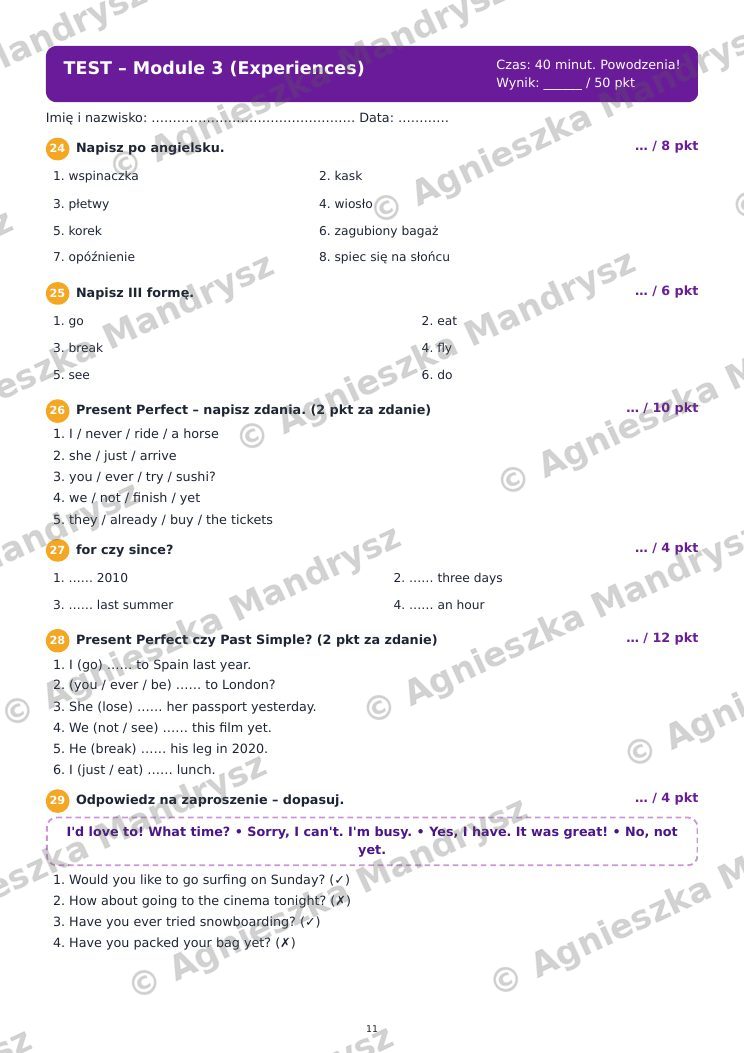 TEST – Module 3 (Experiences)
Czas: 40 minut. Powodzenia!
Wynik: ______ / 50 pkt
Imię i nazwisko: ………………………………………… Data: …………
24 Napisz po angielsku. … / 8 pkt
1. wspinaczka 2. kask
3. płetwy 4. wiosło
5. korek 6. zagubiony bagaż
7. opóźnienie 8. spiec się na słońcu
25 Napisz III formę. … / 6 pkt
1. go 2. eat
3. break 4. fly
5. see 6. do
26 Present Perfect – napisz zdania. (2 pkt za zdanie) … / 10 pkt
1. I / never / ride / a horse
2. she / just / arrive
3. you / ever / try / sushi?
4. we / not / finish / yet
5. they / already / buy / the tickets
27 for czy since? … / 4 pkt
1. …… 2010 2. …… three days
3. …… last summer 4. …… an hour
28 Present Perfect czy Past Simple? (2 pkt za zdanie) … / 12 pkt
1. I (go) …… to Spain last year.
2. (you / ever / be) …… to London?
3. She (lose) …… her passport yesterday.
4. We (not / see) …… this film yet.
5. He (break) …… his leg in 2020.
6. I (just / eat) …… lunch.
29 Odpowiedz na zaproszenie – dopasuj. … / 4 pkt
I'd love to! What time? • Sorry, I can't. I'm busy. • Yes, I have. It was great! • No, not
yet.
1. Would you like to go surfing on Sunday? (✓)
2. How about going to the cinema tonight? (✗)
3. Have you ever tried snowboarding? (✓)
4. Have you packed your bag yet? (✗)
11
© Agnieszka Mandrysz